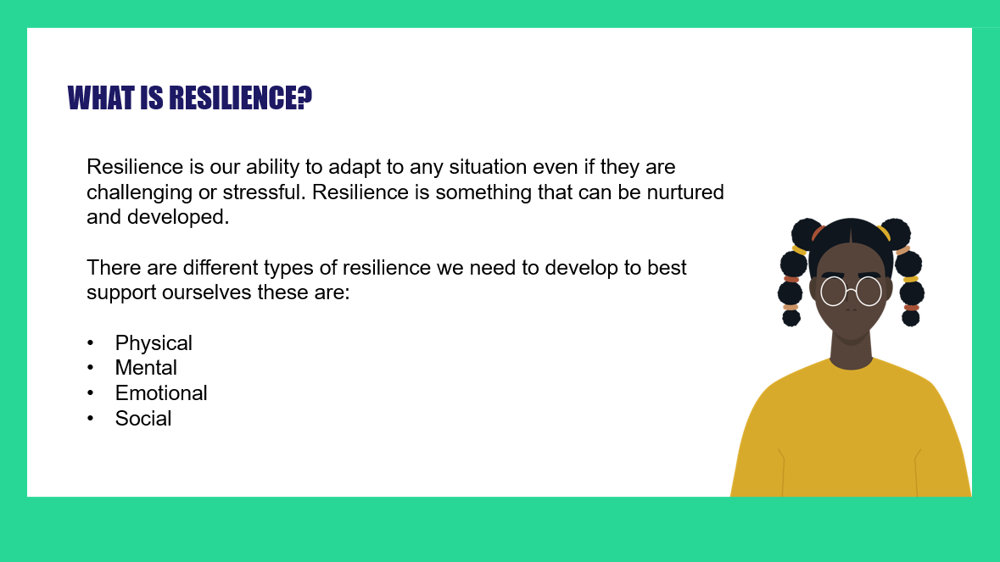 WHAT IS RESILIENCE?
Resilience is our ability to adapt to any situation even if they are
challenging or stressful. Resilience is something that can be nurtured
and developed.
There are different types of resilience we need to develop to best
support ourselves these are:
• Physical
• Mental
• Emotional
• Social